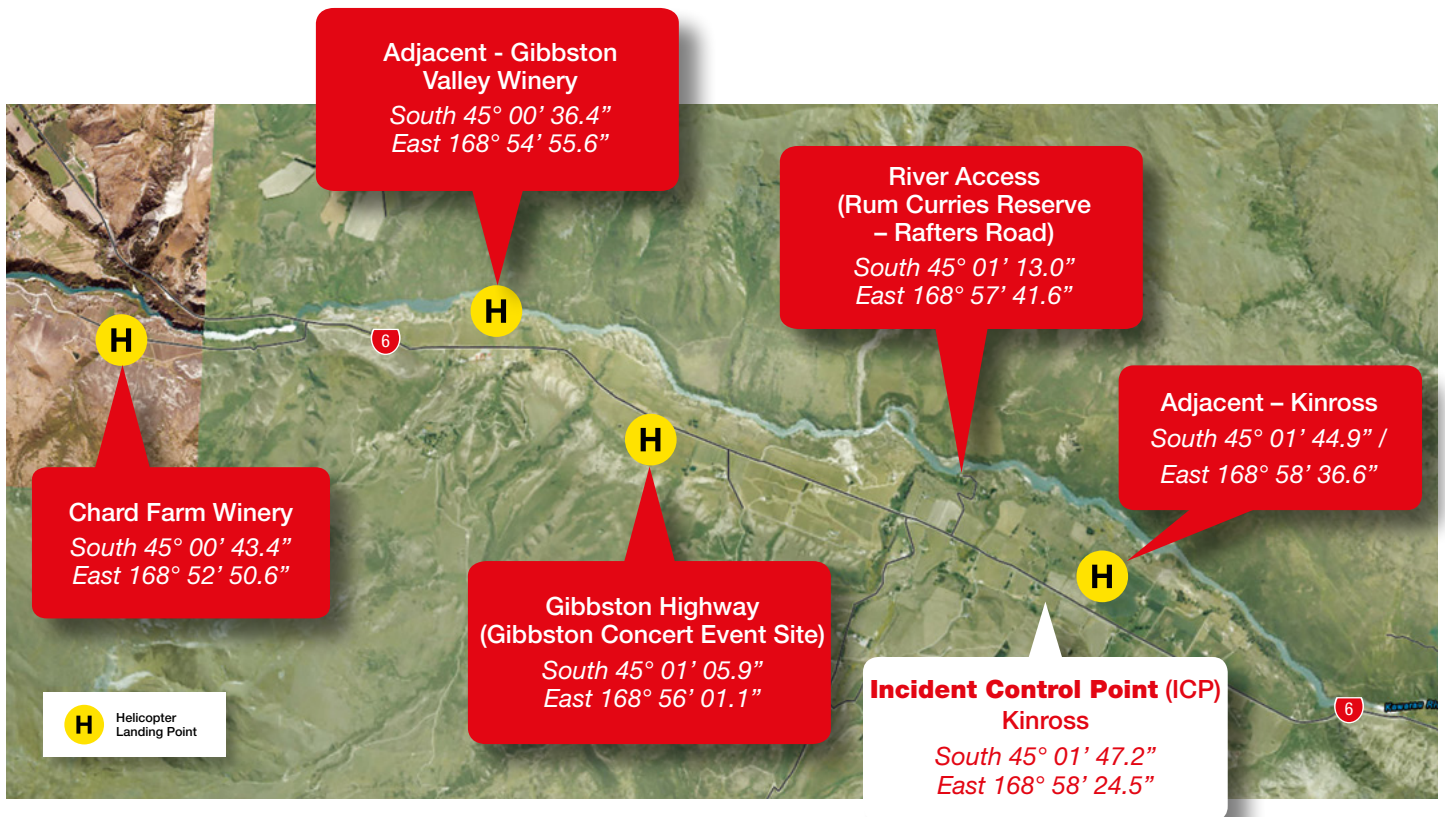 Adjacent - Gibbston
Valley Winery
South 45° 00’ 36.4”
East 168° 54’ 55.6”
River Access
(Rum Curries Reserve
– Rafters Road)
South 45° 01’ 13.0”
East 168° 57’ 41.6”
H
H
6
Adjacent – Kinross
South 45° 01’ 44.9” /
East 168° 58’ 36.6”
H
Chard Farm Winery
South 45° 00’ 43.4”
East 168° 52’ 50.6”
Gibbston Highway
(Gibbston Concert Event Site)
South 45° 01’ 05.9”
East 168° 56’ 01.1”
H
Incident Control Point (ICP)
Kinross
South 45° 01’ 47.2”
East 168° 58’ 24.5”
6
Kawarau Ri
H Helicopter
Landing Point